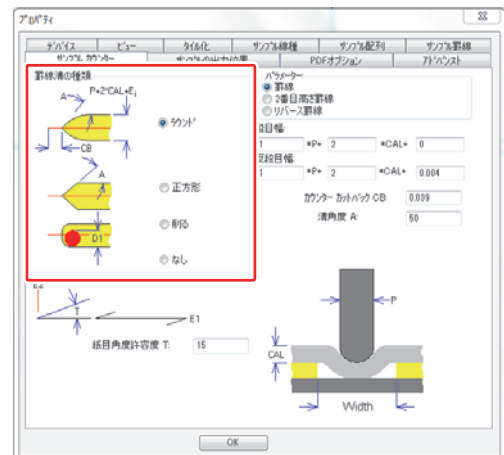 プロパティ
デバイス ビュー タイル化 サンプル線種 サンプル配列 サンプル罫線
サンプル カウンター PDFオプション アドバンスト
罫線溝の種類
P+2*CAL+Ei
A
CB
ラウンド
A
正方形
D1
削る
なし
パラメーター:
罫線
2番目高さ罫線
リバース罫線
1 *P+ 2 *CAL+ 0
反段目幅:
1 *P+ 2 *CAL+ 0.004
カウンター カットバック CB: 0.039
溝角度 A: 50
E2
T
E1
紙目角度許容度 T: 15
P
CAL
Width
OK